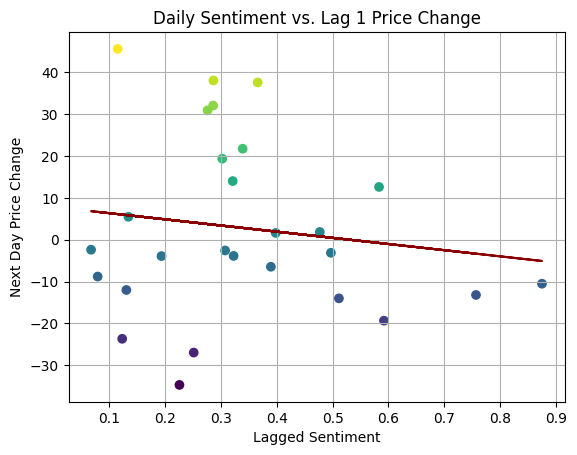 Daily Sentiment vs. Lag 1 Price Change
Next Day Price Change
40
30
20
10
0
−10
−20
−30
0.1 0.2 0.3 0.4 0.5 0.6 0.7 0.8 0.9
Lagged Sentiment